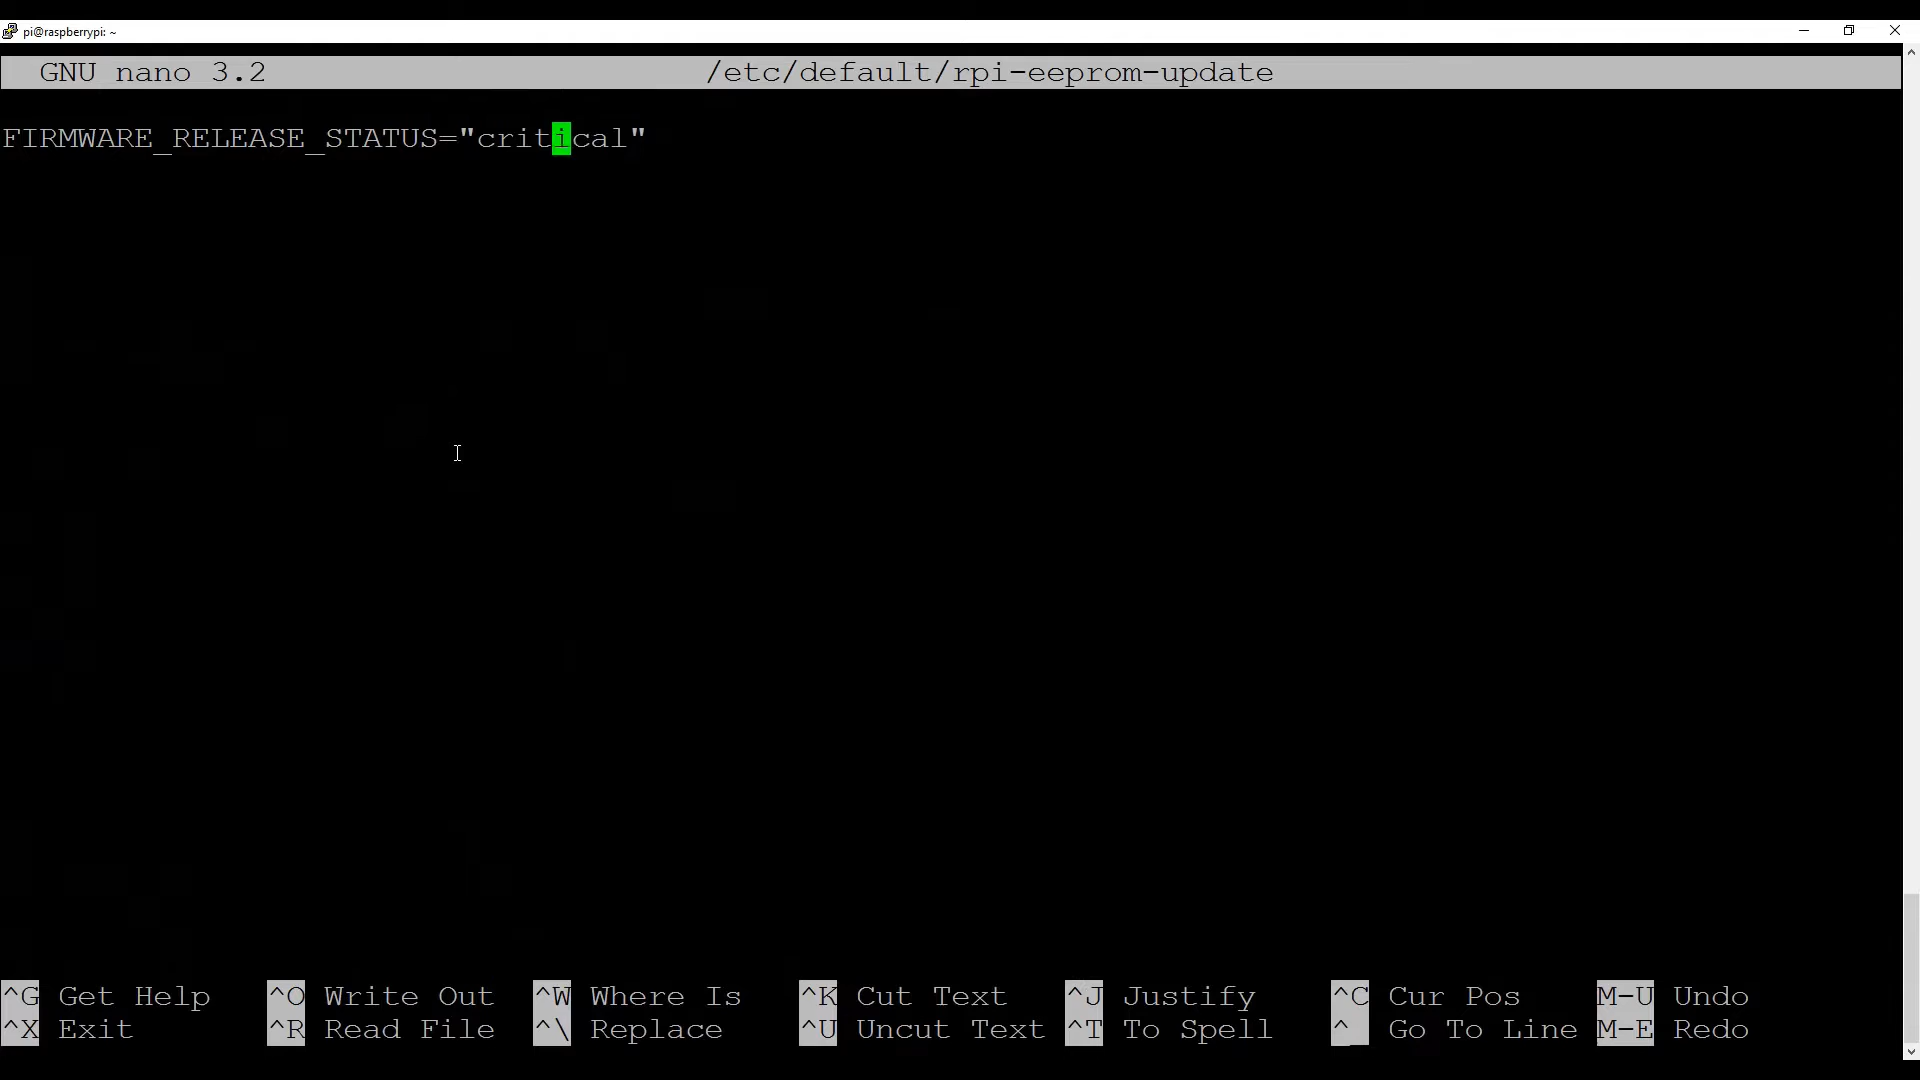 pi@raspberrypi: ~
GNU nano 3.2 /etc/default/rpi-eeprom-update
FIRMWARE_RELEASE_STATUS="critical"
^G Get Help ^O Write Out ^W Where Is ^K Cut Text ^J Justify ^C Cur Pos M-U Undo
^X Exit ^R Read File ^\ Replace ^U Uncut Text ^T To Spell ^_ Go To Line M-E Redo